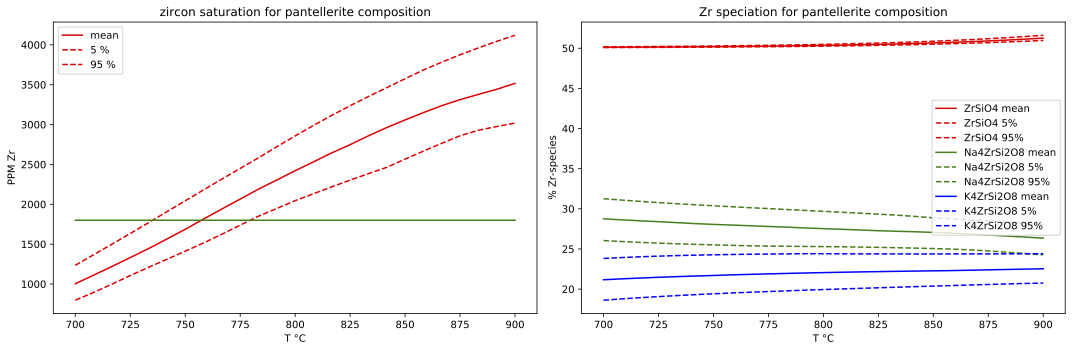 zircon saturation for pantellerite composition
mean
5 %
95 %
4000
3500
3000
2500
2000
1500
1000
PPM Zr
700 725 750 775 800 825 850 875 900
T °C
Zr speciation for pantellerite composition
50
45
40
35
30
25
20
% Zr-species
ZrSiO4 mean
ZrSiO4 5%
ZrSiO4 95%
Na4ZrSi2O8 mean
Na4ZrSi2O8 5%
Na4ZrSi2O8 95%
K4ZrSi2O8 mean
K4ZrSi2O8 5%
K4ZrSi2O8 95%
700 725 750 775 800 825 850 875 900
T °C